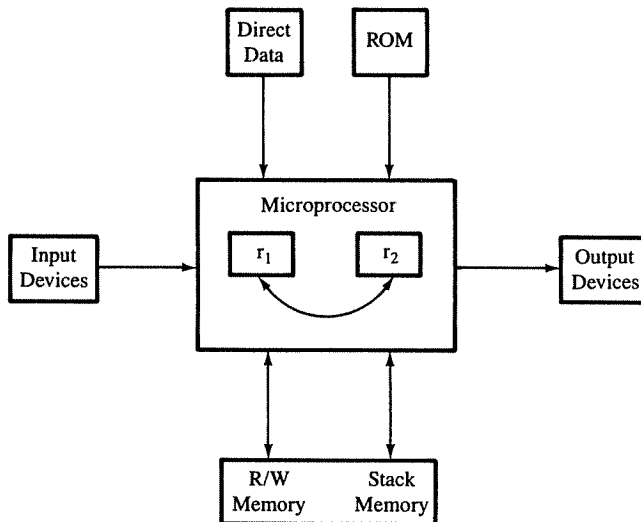 Direct
Data
ROM
Microprocessor
r1
r2
Input
Devices
Output
Devices
R/W
Memory
Stack
Memory